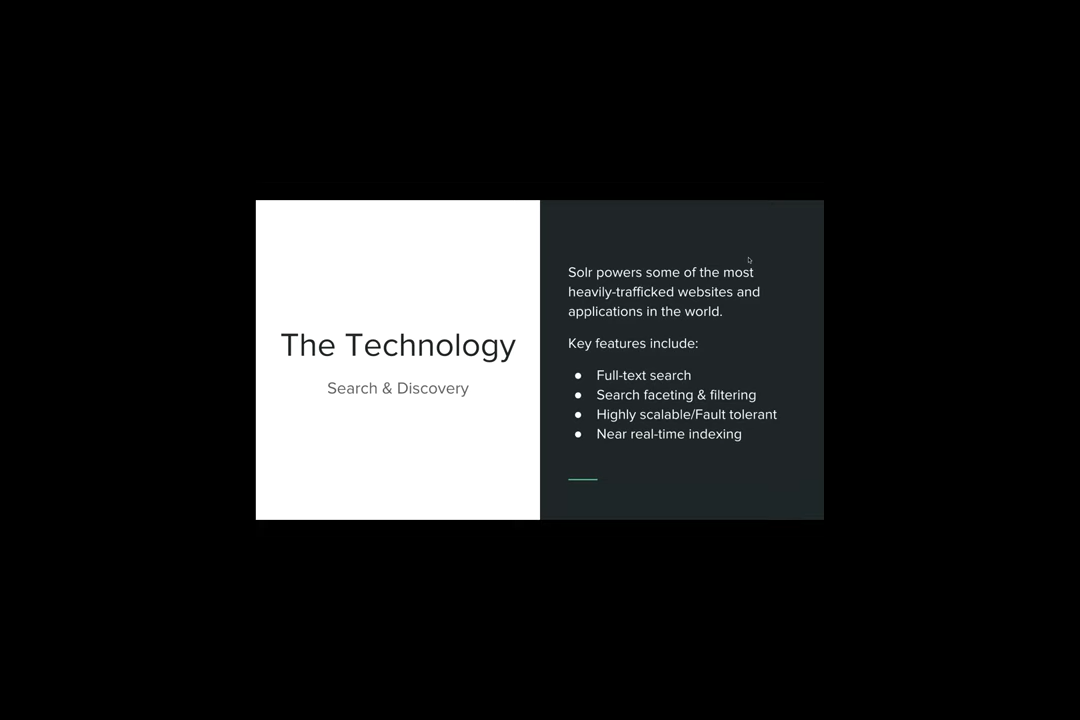 The Technology
Search & Discovery
Solr powers some of the most
heavily-trafficked websites and
applications in the world.
Key features include:
● Full-text search
● Search faceting & filtering
● Highly scalable/Fault tolerant
● Near real-time indexing